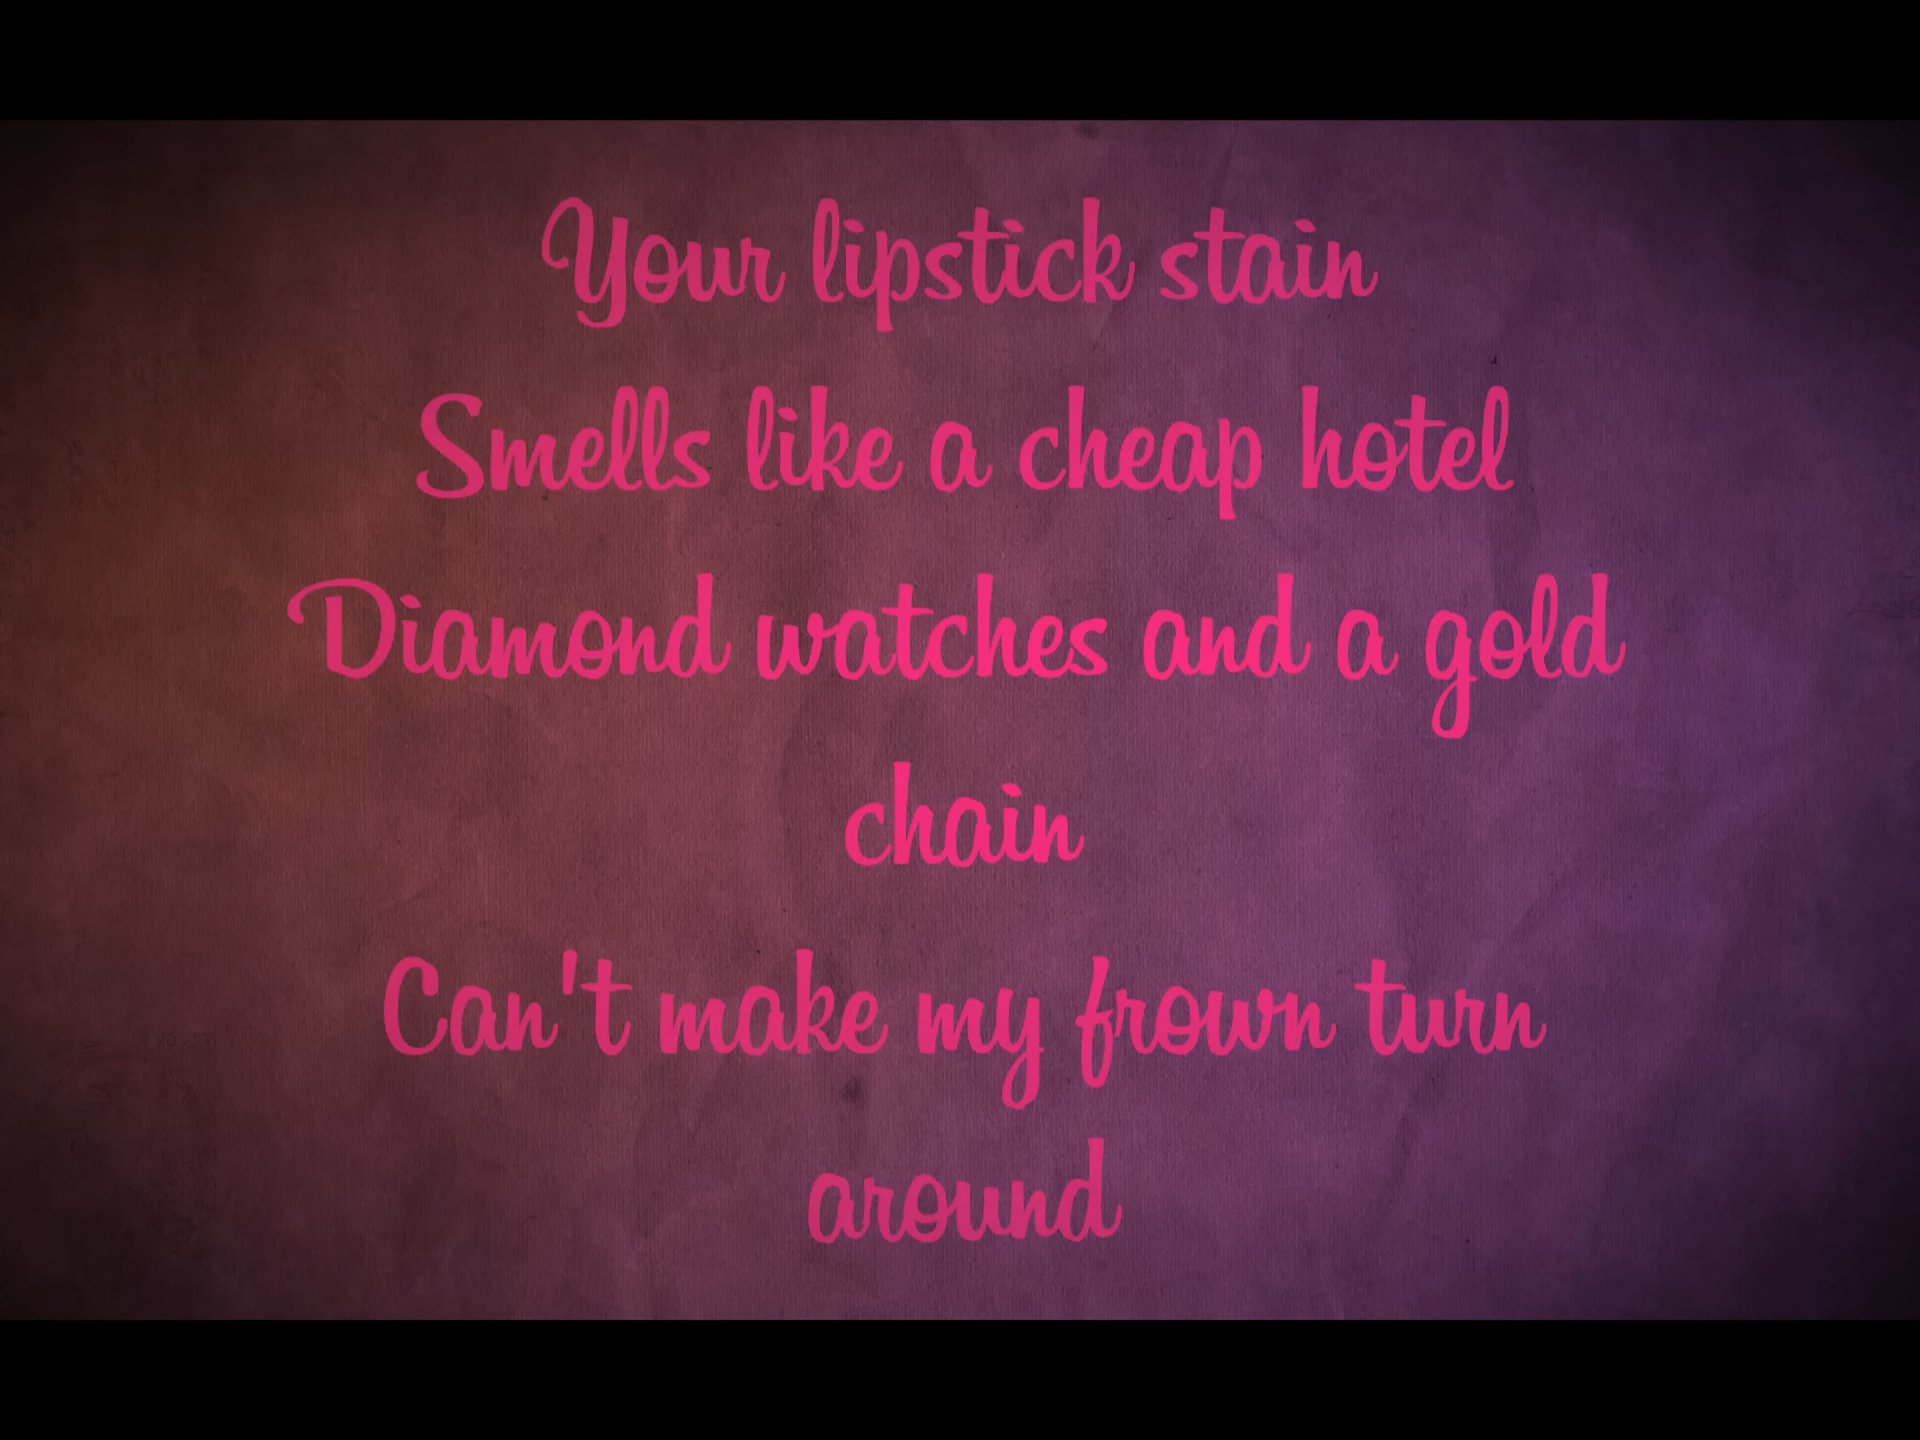 Your lipstick stain
Smells like a cheap hotel
Diamond watches and a gold
chain
Can't make my frown turn
around